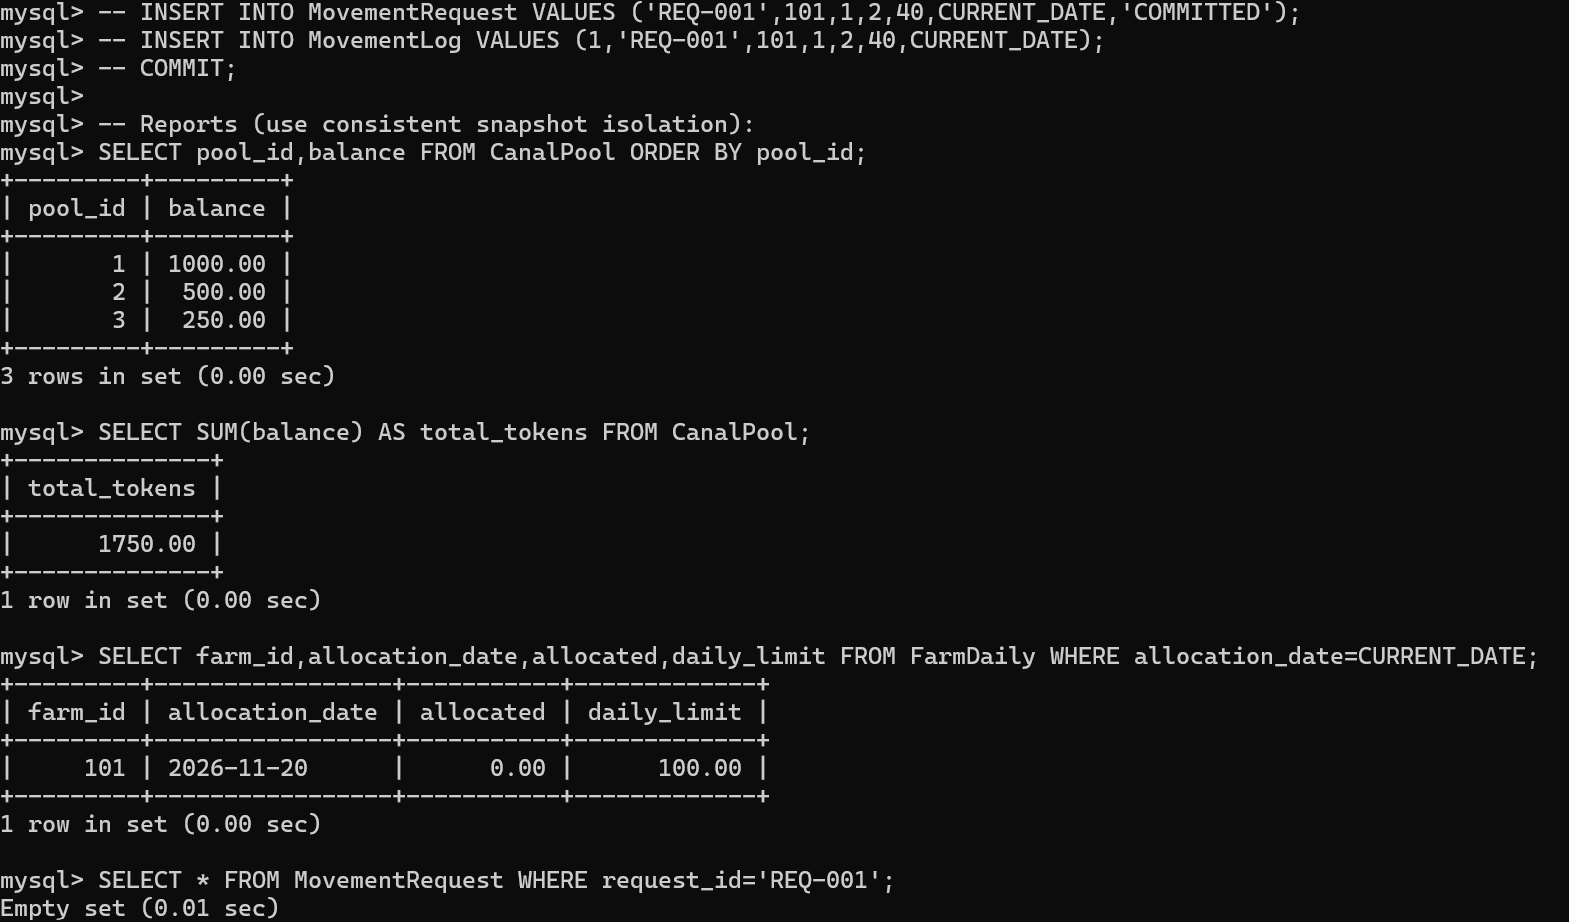 mysql> -- INSERT INTO MovementRequest VALUES ('REQ-001',101,1,2,40,CURRENT_DATE,'COMMITTED');
mysql> -- INSERT INTO MovementLog VALUES (1,'REQ-001',101,1,2,40,CURRENT_DATE);
mysql> -- COMMIT;
mysql>
mysql> -- Reports (use consistent snapshot isolation):
mysql> SELECT pool_id,balance FROM CanalPool ORDER BY pool_id;
+---------+---------+
| pool_id | balance |
+---------+---------+
|       1 | 1000.00 |
|       2 |  500.00 |
|       3 |  250.00 |
+---------+---------+
3 rows in set (0.00 sec)

mysql> SELECT SUM(balance) AS total_tokens FROM CanalPool;
+--------------+
| total_tokens |
+--------------+
|      1750.00 |
+--------------+
1 row in set (0.00 sec)

mysql> SELECT farm_id,allocation_date,allocated,daily_limit FROM FarmDaily WHERE allocation_date=CURRENT_DATE;
+---------+-----------------+-----------+-------------+
| farm_id | allocation_date | allocated | daily_limit |
+---------+-----------------+-----------+-------------+
|     101 | 2026-11-20      |      0.00 |      100.00 |
+---------+-----------------+-----------+-------------+
1 row in set (0.00 sec)

mysql> SELECT * FROM MovementRequest WHERE request_id='REQ-001';
Empty set (0.01 sec)